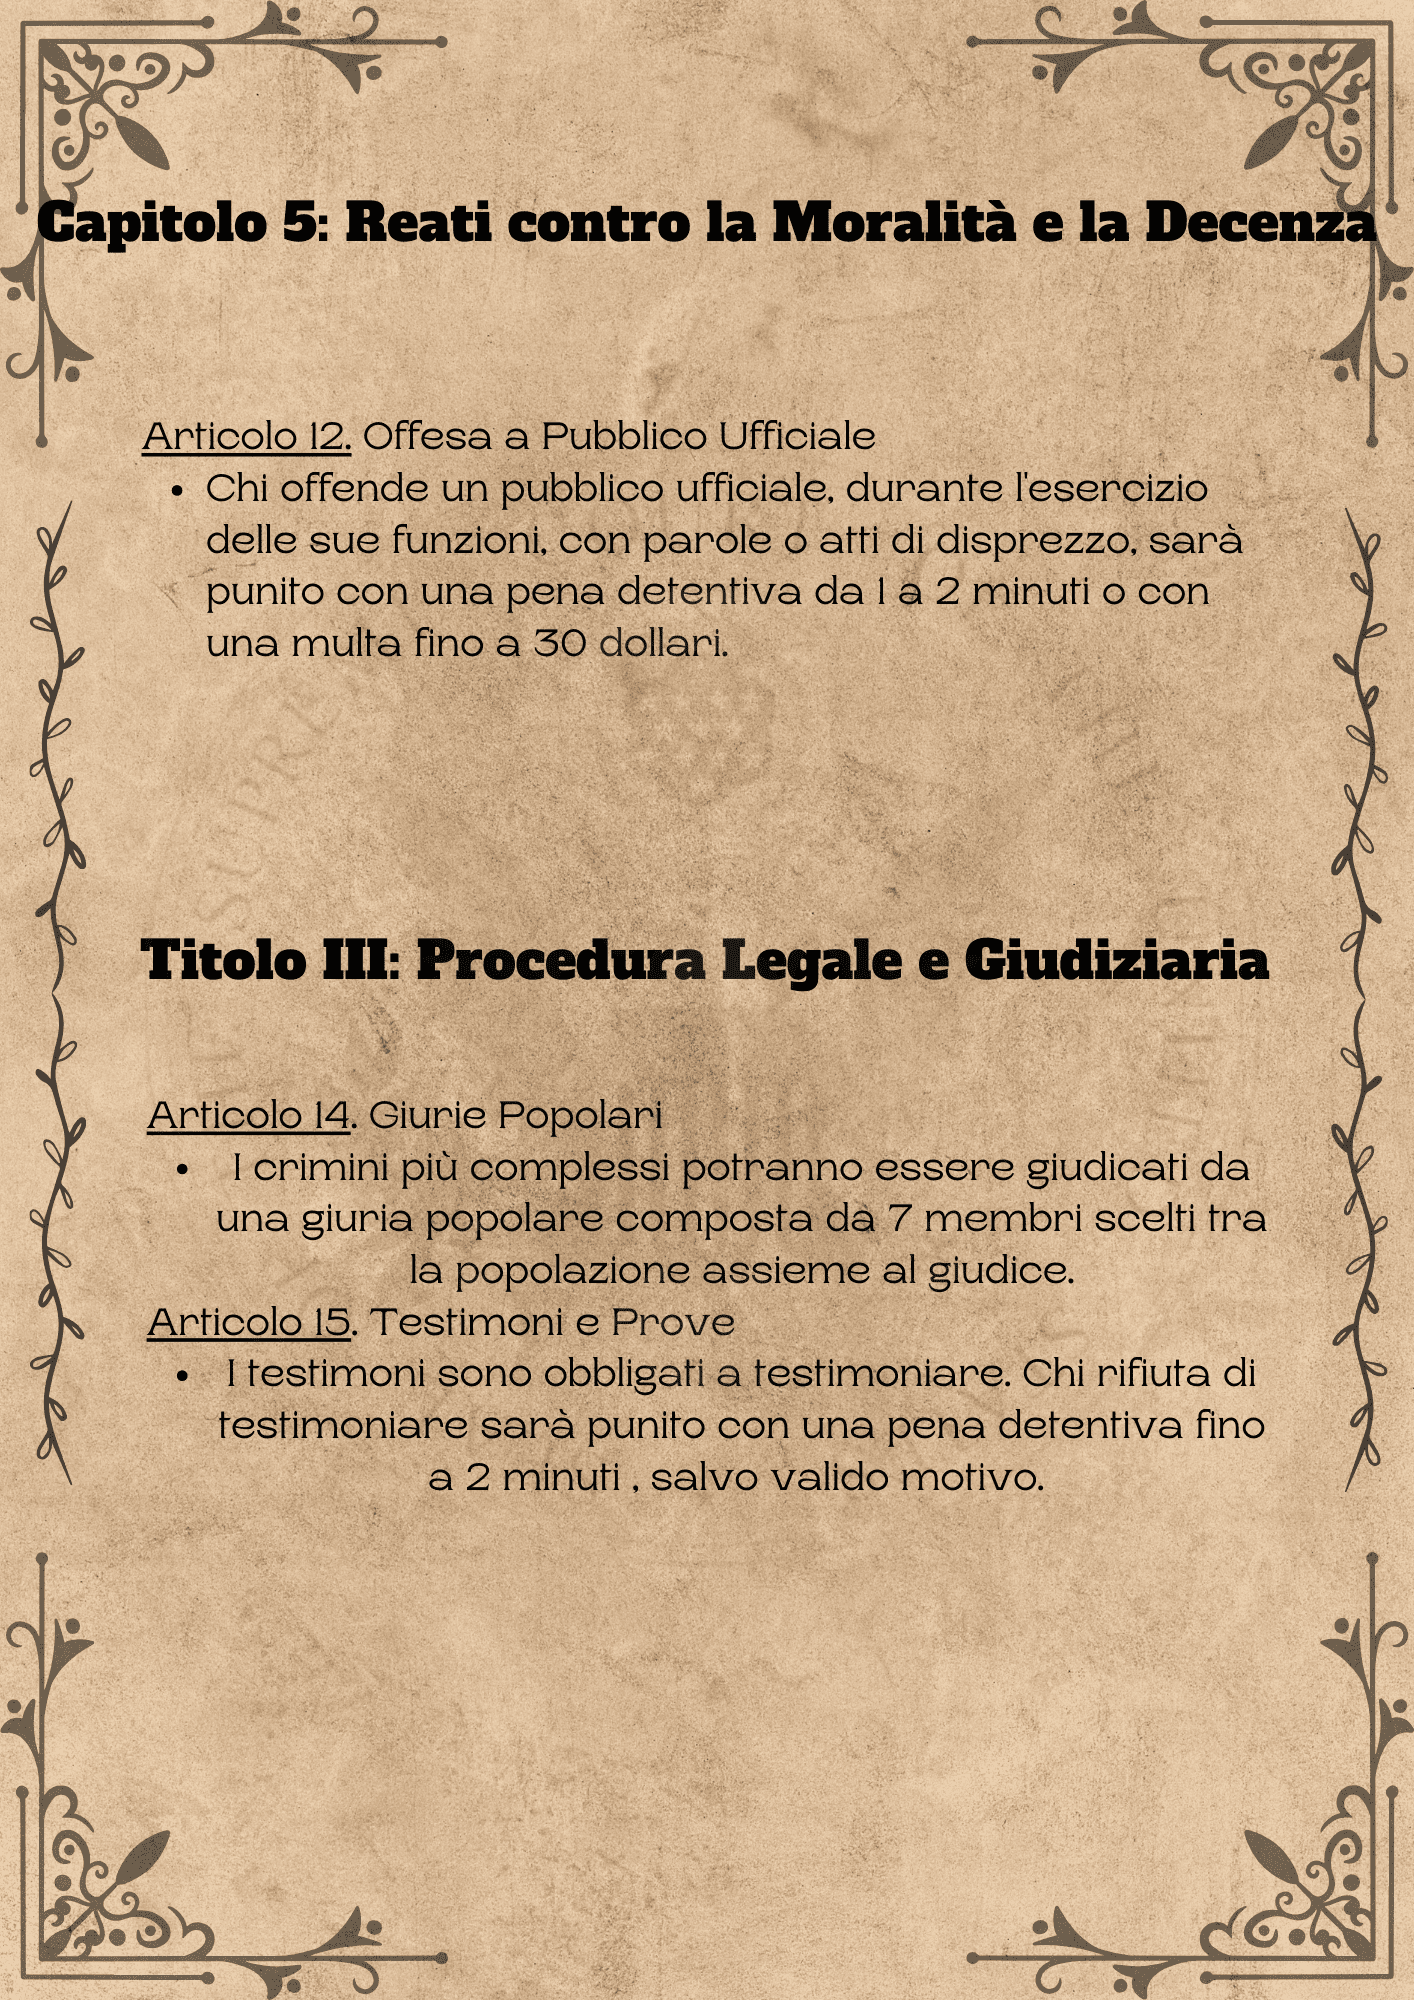 Capitolo 5: Reati contro la Moralità e la Decenza
Articolo 12. Offesa a Pubblico Ufficiale
• Chi offende un pubblico ufficiale, durante l'esercizio
delle sue funzioni, con parole o atti di disprezzo, sarà
punito con una pena detentiva da 1 a 2 minuti o con
una multa fino a 30 dollari.
SUPRE
Titolo III: Procedura Legale e Giudiziaria
Articolo 14. Giurie Popolari
• I crimini più complessi potranno essere giudicati da
una giuria popolare composta da 7 membri scelti tra
la popolazione assieme al giudice.
Articolo 15. Testimoni e Prove
• I testimoni sono obbligati a testimoniare. Chi rifiuta di
testimoniare sarà punito con una pena detentiva fino
a 2 minuti , salvo valido motivo.